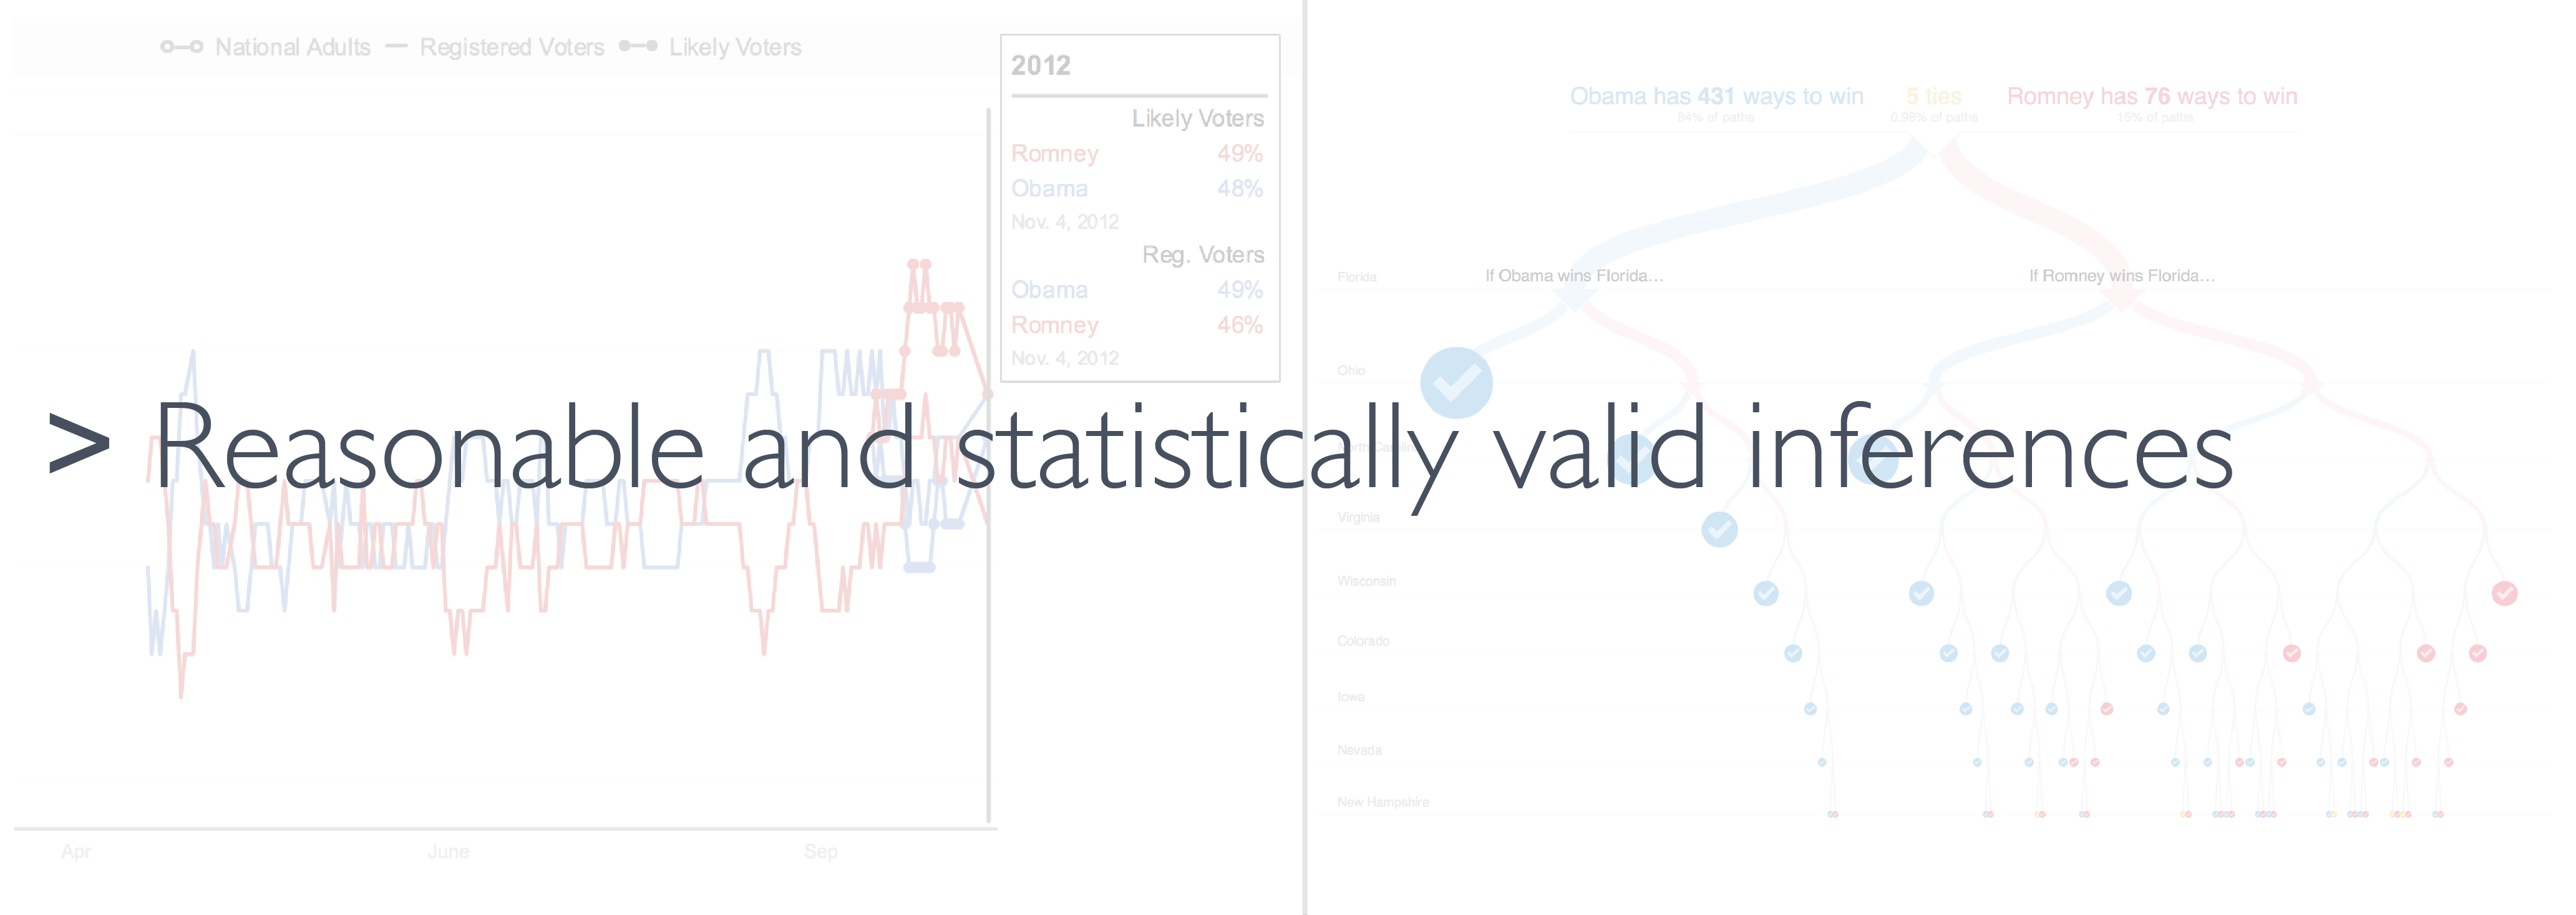 National Adults Registered Voters Likely Voters
2012
Likely Voters
Romney 49%
Obama 48%
Nov. 4, 2012
Reg. Voters
Obama 49%
Romney 46%
Nov. 4, 2012
Apr June Sep
> Reasonable and statistically valid inferences
Obama has 431 ways to win
84% of paths
5 ties
0.98% of paths
Romney has 76 ways to win
15% of paths
Florida
If Obama wins Florida…
If Romney wins Florida…
Ohio
North Carolina
Virginia
Wisconsin
Colorado
Iowa
Nevada
New Hampshire